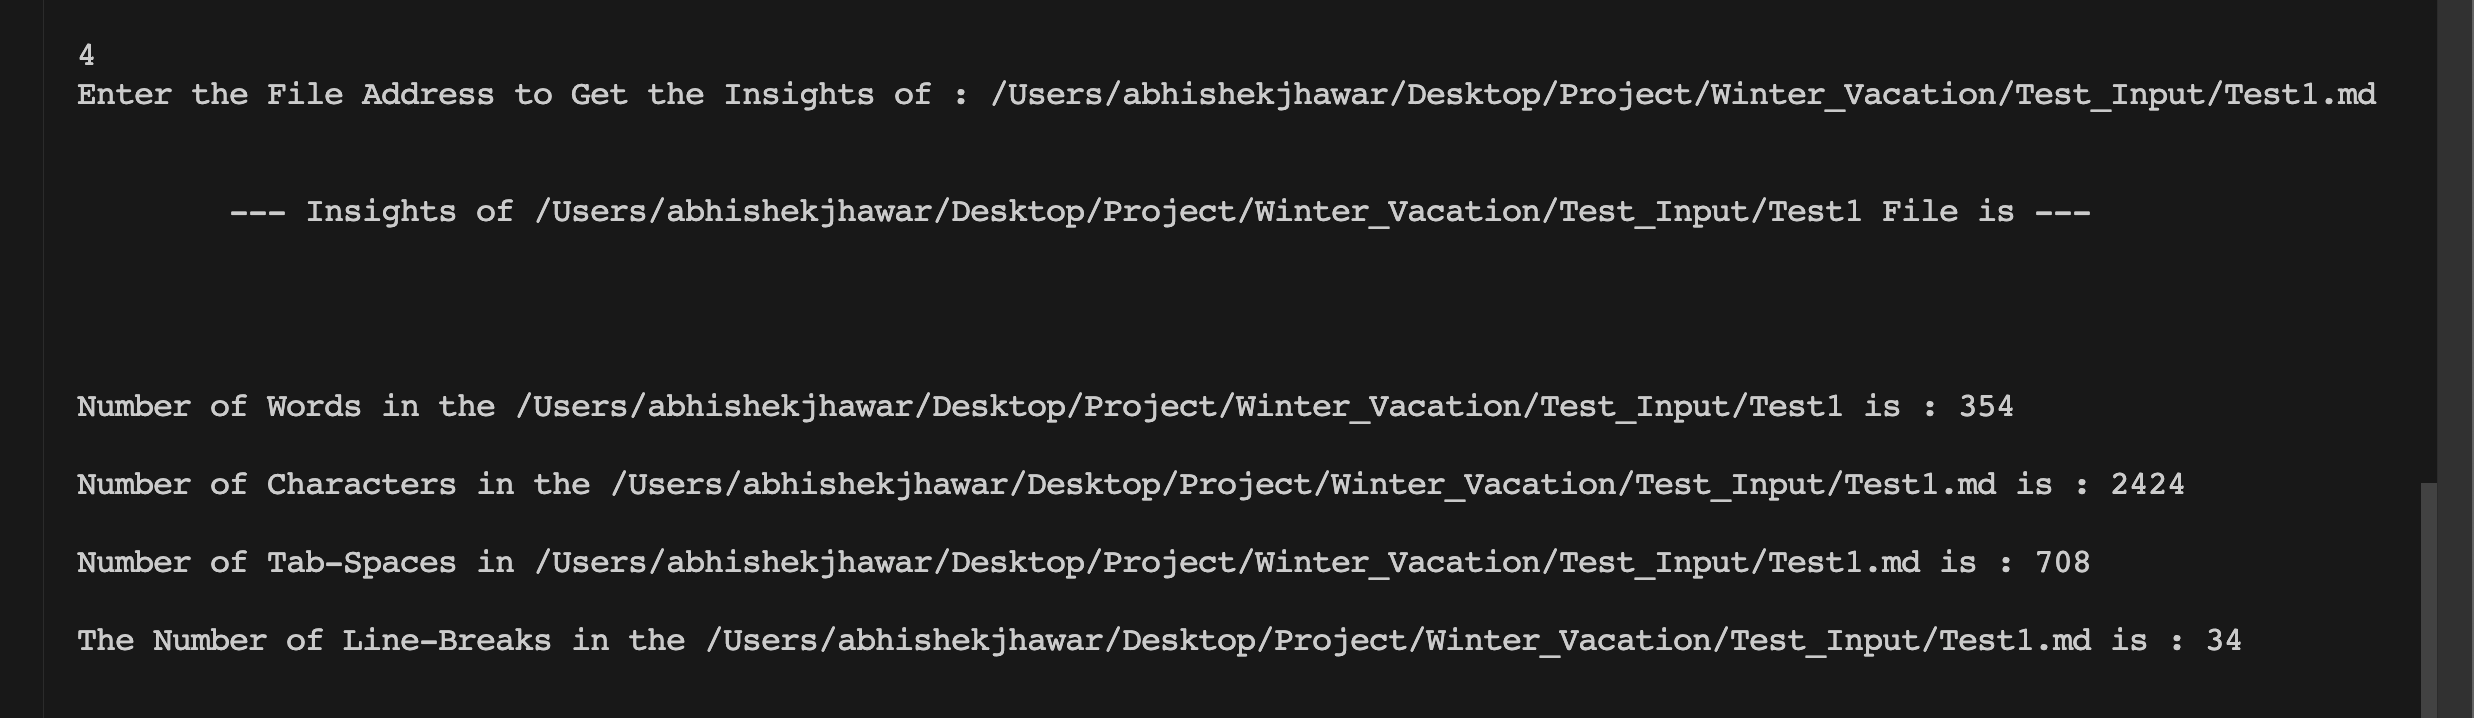 4
Enter the File Address to Get the Insights of : /Users/abhishekjhawar/Desktop/Project/Winter_Vacation/Test_Input/Test1.md
--- Insights of /Users/abhishekjhawar/Desktop/Project/Winter_Vacation/Test_Input/Test1 File is ---
Number of Words in the /Users/abhishekjhawar/Desktop/Project/Winter_Vacation/Test_Input/Test1 is : 354
Number of Characters in the /Users/abhishekjhawar/Desktop/Project/Winter_Vacation/Test_Input/Test1.md is : 2424
Number of Tab-Spaces in /Users/abhishekjhawar/Desktop/Project/Winter_Vacation/Test_Input/Test1.md is : 708
The Number of Line-Breaks in the /Users/abhishekjhawar/Desktop/Project/Winter_Vacation/Test_Input/Test1.md is : 34